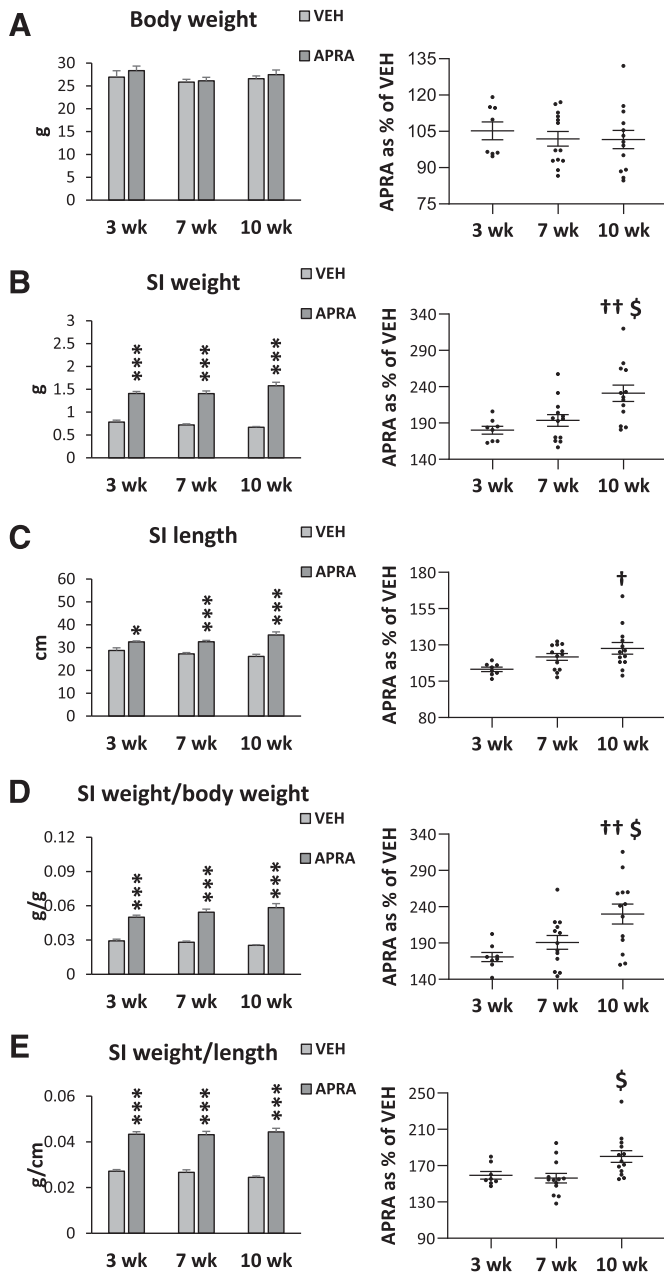 A
Body weight
VEH
APRA
g
30
25
20
15
10
5
0
3 wk 7 wk 10 wk
APRA as % of VEH
135
120
105
90
75
3 wk 7 wk 10 wk
B
SI weight
VEH
APRA
g
3
2.5
2
1.5
1
0.5
0
*** *** ***
3 wk 7 wk 10 wk
APRA as % of VEH
340
290
240
190
140
†† $
3 wk 7 wk 10 wk
C
SI length
VEH
APRA
cm
60
50
40
30
20
10
0
* *** ***
3 wk 7 wk 10 wk
APRA as % of VEH
180
155
130
105
80
†
3 wk 7 wk 10 wk
D
SI weight/body weight
VEH
APRA
g/g
0.12
0.09
0.06
0.03
0
*** *** ***
3 wk 7 wk 10 wk
APRA as % of VEH
340
290
240
190
140
†† $
3 wk 7 wk 10 wk
E
SI weight/length
VEH
APRA
g/cm
0.06
0.04
0.02
0
*** *** ***
3 wk 7 wk 10 wk
APRA as % of VEH
250
210
170
130
90
$
3 wk 7 wk 10 wk